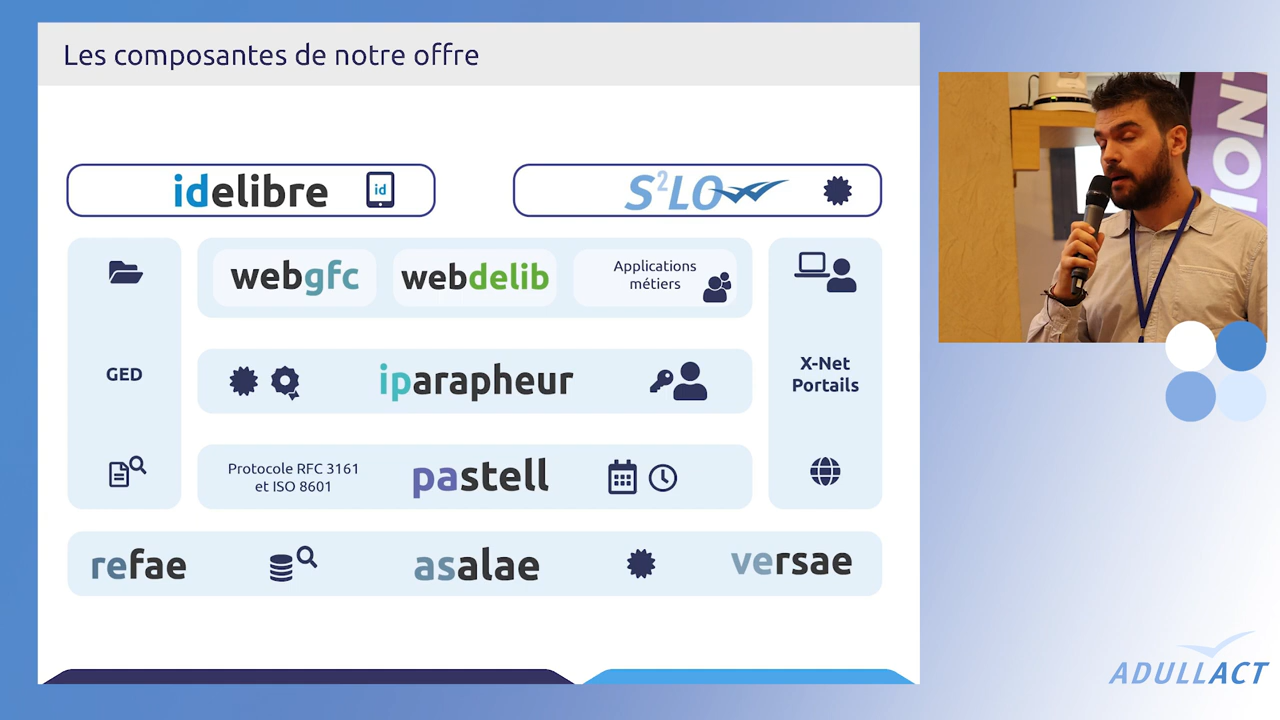 Les composantes de notre offre
idelibre
id
S²LO
webgfc
webdelib
Applications
métiers
GED
iparapheur
X-Net
Portails
Protocole RFC 3161
et ISO 8601
pastell
refae
asalae
versae
ION
ADULLACT